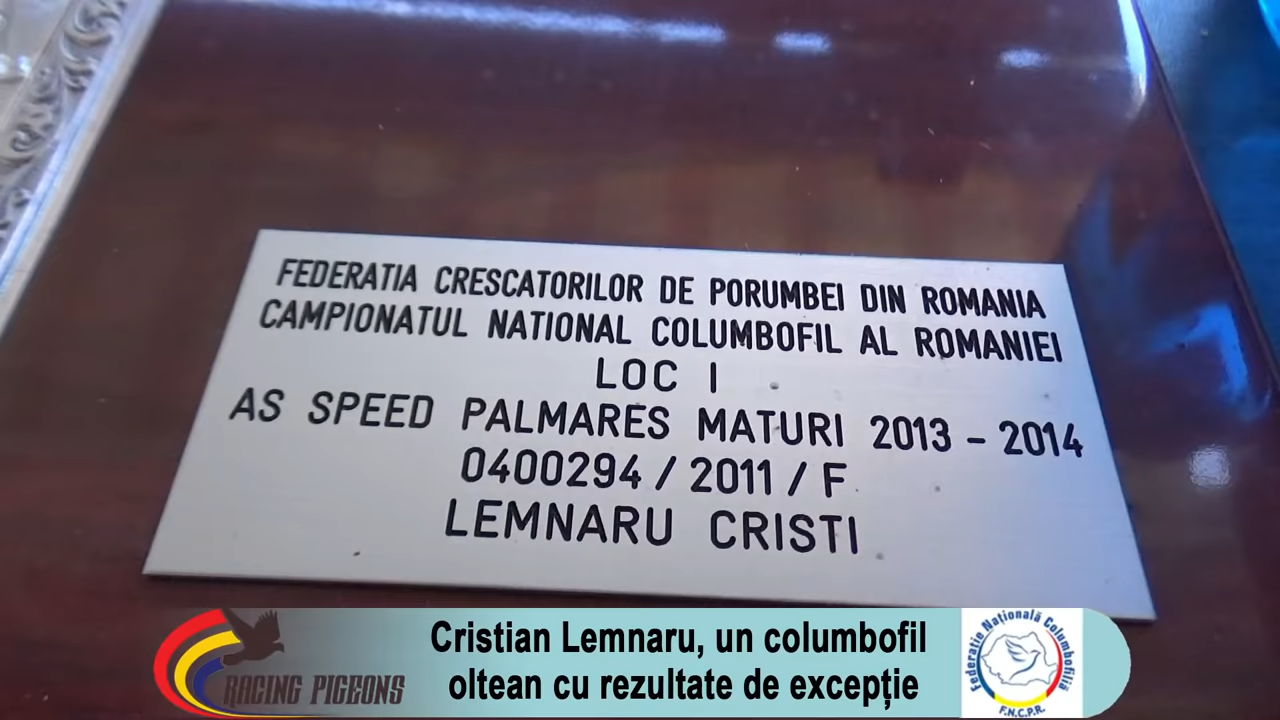 FEDERATIA CRESCATORILOR DE PORUMBEI DIN ROMANIA
CAMPIONATUL NATIONAL COLUMBOFIL AL ROMANIEI
LOC I
AS SPEED PALMARES MATURI 2013 - 2014
0400294 / 2011 / F
LEMNARU CRISTI
RACING PIGEONS
Cristian Lemnaru, un columbofil
oltean cu rezultate de excepție
Federația Națională Columbofilă
F.N.C.P.R.